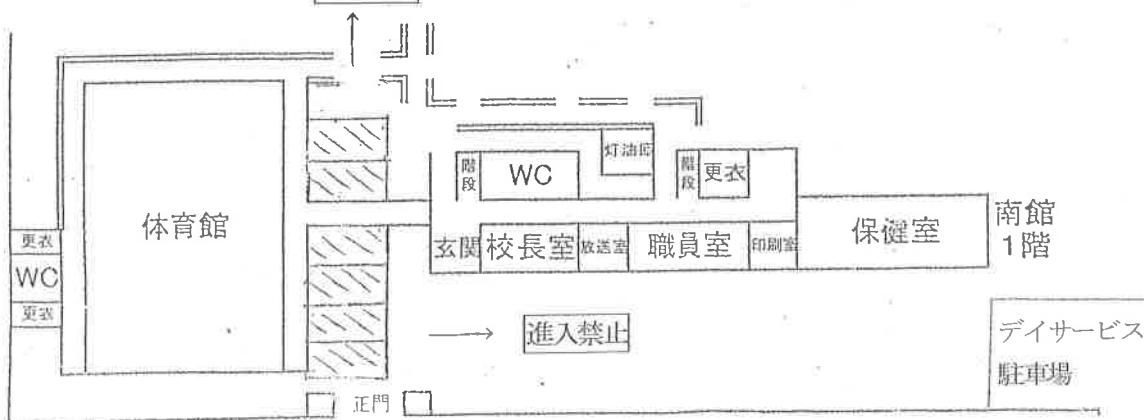 灯油庫
階段
WC
階段
更衣
体育館
玄関
校長室
放送室
職員室
印刷室
保健室
南館
1階
更衣
WC
更衣
進入禁止
デイサービス
駐車場
正門